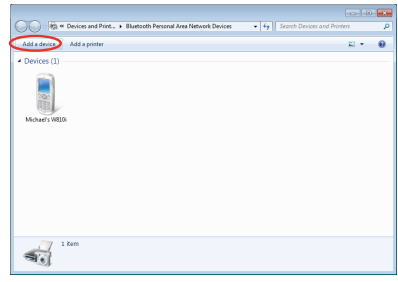 « Devices and Print... ▸ Bluetooth Personal Area Network Devices Search Devices and Printers
Add a device Add a printer
Devices (1)
Michael's W810i
1 item